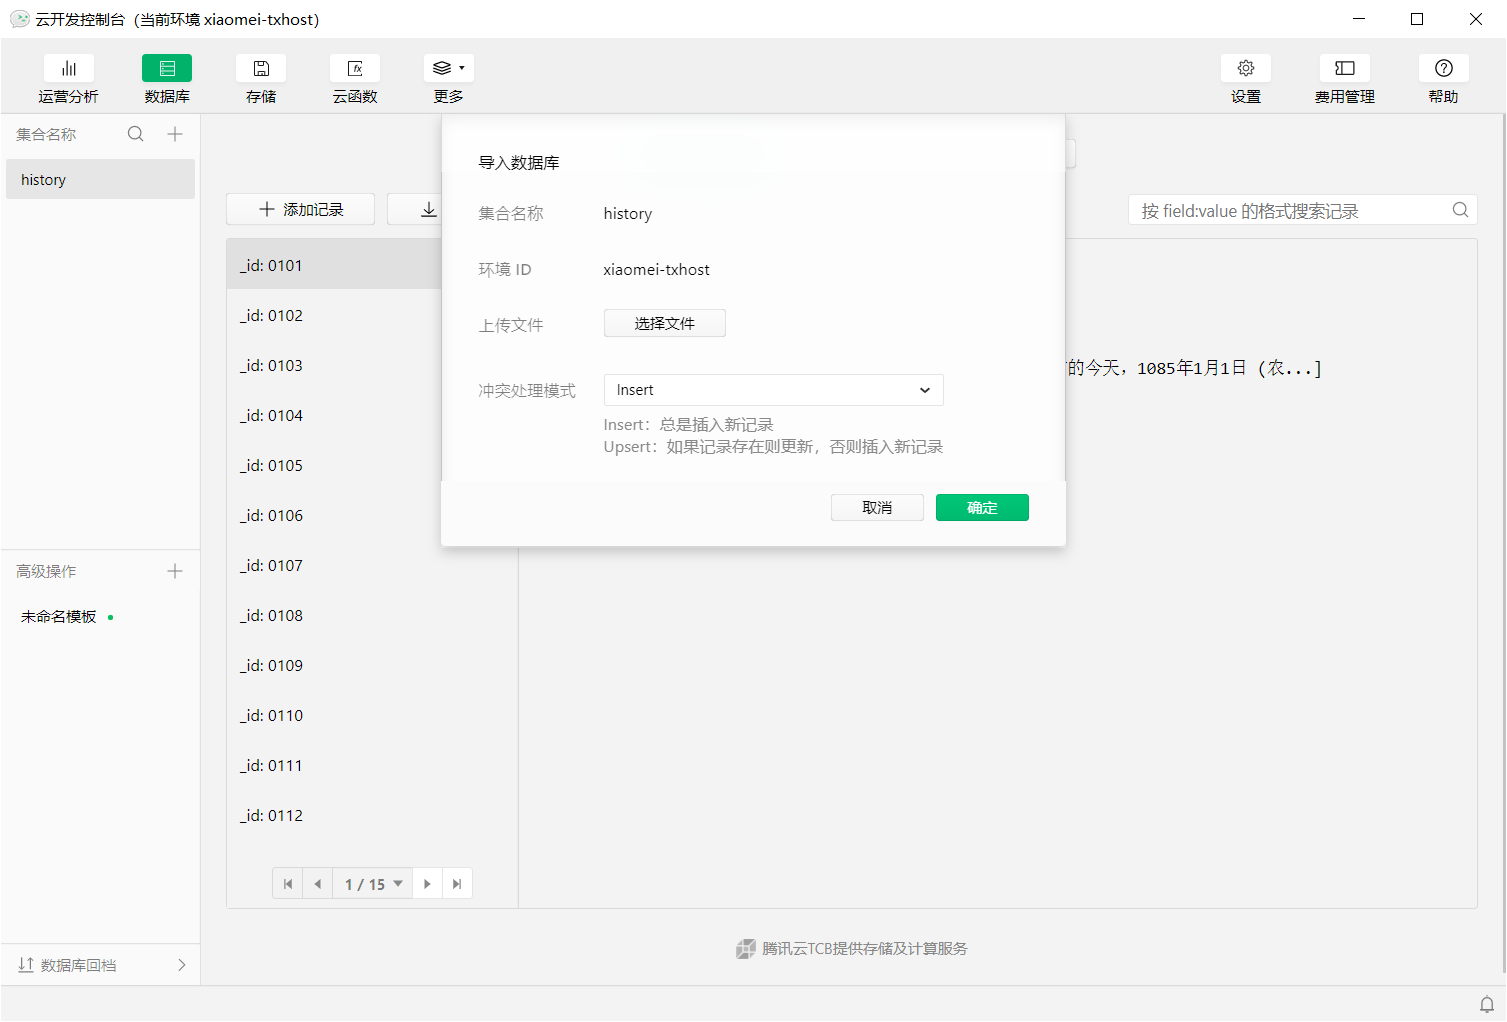 云开发控制台（当前环境 xiaomei-txhost）
运营分析
数据库
存储
云函数
更多
设置
费用管理
帮助
集合名称
history
添加记录
按 field:value 的格式搜索记录
_id: 0101
_id: 0102
_id: 0103
_id: 0104
_id: 0105
_id: 0106
_id: 0107
_id: 0108
_id: 0109
_id: 0110
_id: 0111
_id: 0112
1 / 15
的今天，1085年1月1日 (农...]
导入数据库
集合名称 history
环境 ID xiaomei-txhost
上传文件 选择文件
冲突处理模式 Insert
Insert：总是插入新记录
Upsert：如果记录存在则更新，否则插入新记录
取消 确定
高级操作
未命名模板
数据库回档
腾讯云TCB提供存储及计算服务